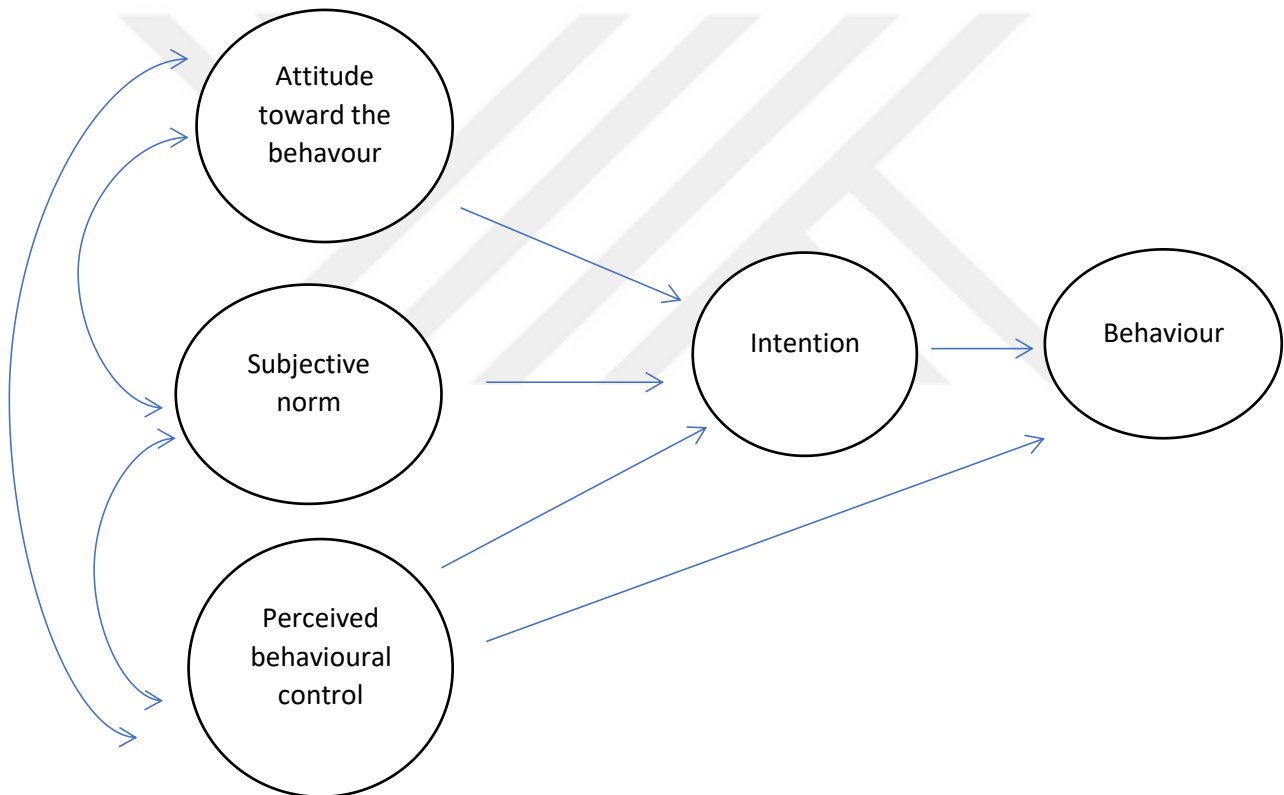 Attitude
toward the
behavour
Subjective
norm
Perceived
behavioural
control
Intention
Behaviour